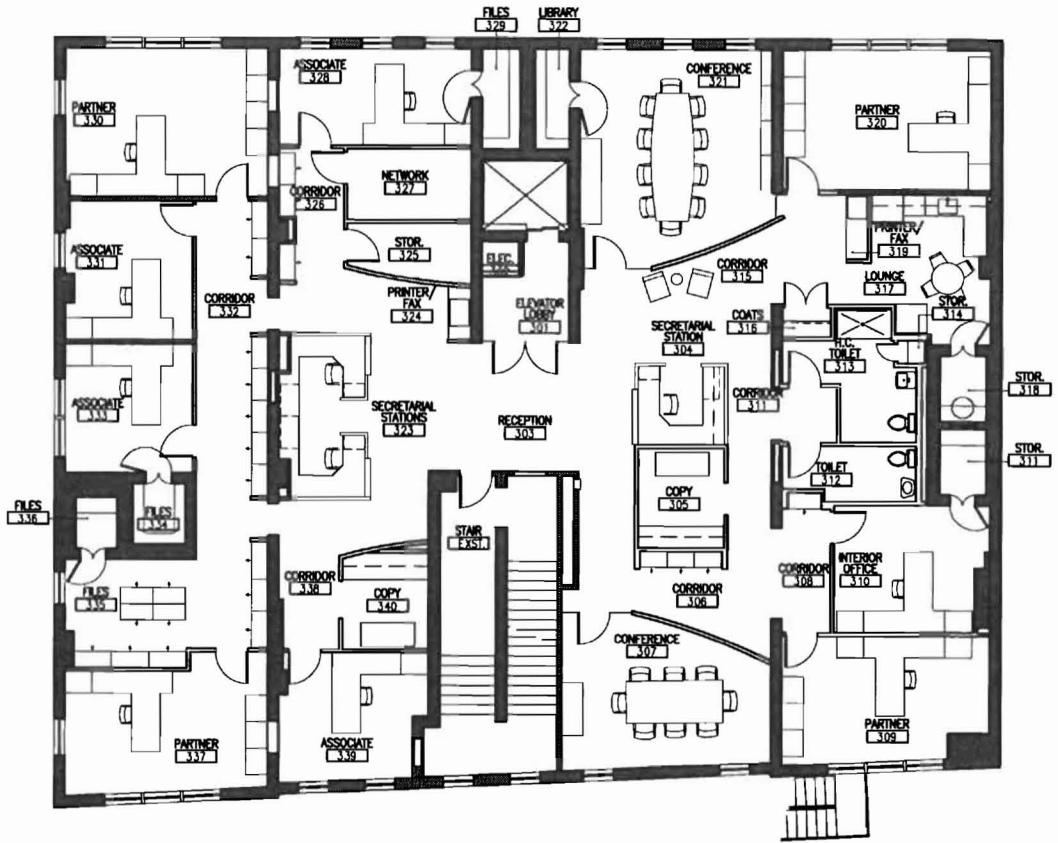 FILES
329
LIBRARY
322
ASSOCIATE
328
CONFERENCE
321
PARTNER
330
PARTNER
320
NETWORK
327
CORRIDOR
326
STOR.
325
ELEC.
PRINTER/
FAX
319
ASSOCIATE
331
CORRIDOR
315
LOUNGE
317
CORRIDOR
332
PRINTER/
FAX
324
ELEVATOR
LOBBY
301
STOR.
314
COATS
316
SECRETARIAL
STATION
304
H.C.
TOILET
313
STOR.
318
ASSOCIATE
333
SECRETARIAL
STATIONS
323
RECEPTION
303
CORRIDOR
311
STOR.
311
TOILET
312
FILES
336
FILES
334
COPY
305
STAIR
EXST.
CORRIDOR
338
COPY
340
CORRIDOR
308
INTERIOR
OFFICE
310
FILES
335
CORRIDOR
306
CONFERENCE
307
PARTNER
337
ASSOCIATE
339
PARTNER
309